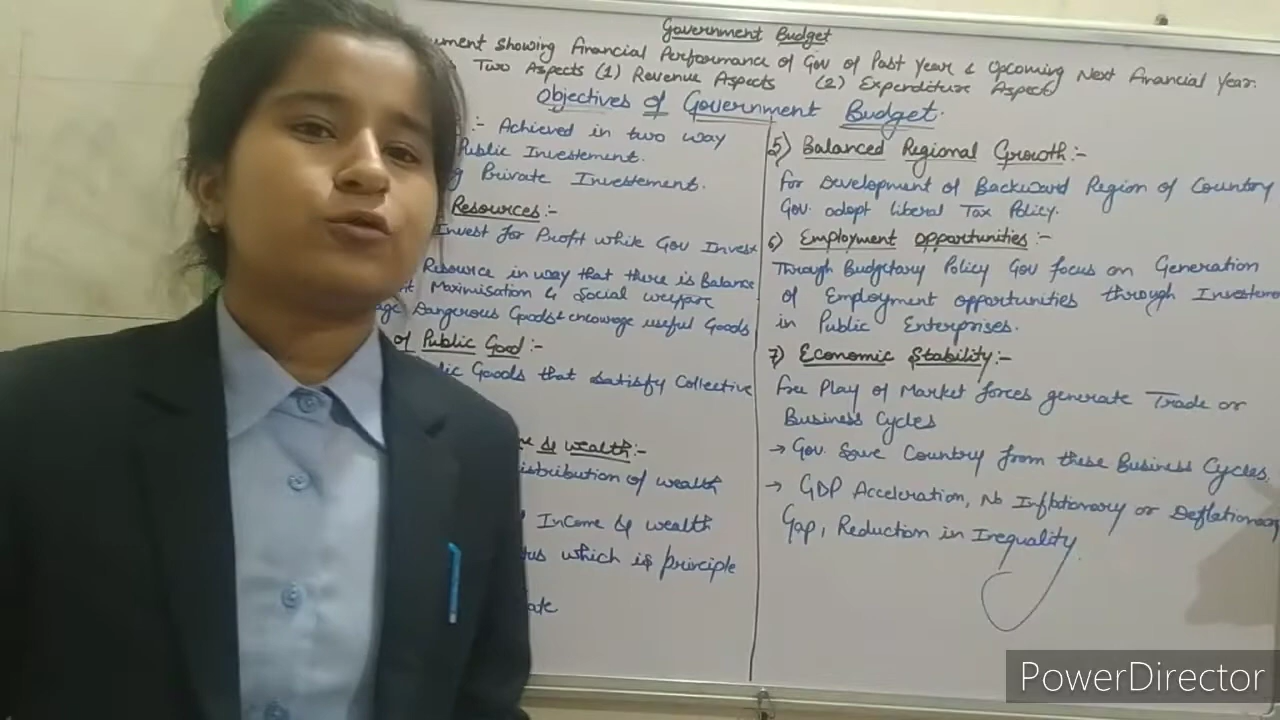 Government Budget
ument showing Financial Performance of Gov of Past Year & Upcoming Next Financial Year.
Two Aspects (1) Revenue Aspects (2) Expenditure Aspect
Objectives of Government Budget.
:- Achieved in two way
Public Investement.
g Private Investement.
Resources:-
Invest for Profit while Gov Invest
Resource in way that there is Balance
Maximisation & Social welfare
age Dangerous Goods & encourage useful Goods
of Public Good:-
lic Goods that satisfy Collective
e & wealth:-
istribution of wealth
Income & wealth
tus which is principle
ate
5) Balanced Regional Growth:-
For Development of Backward Region of Country
Gov. adopt liberal Tax Policy.
6) Employment opportunities:-
Through Budgetary Policy Gov focus on Generation
of Employment opportunities through Investem
in Public Enterprises.
7) Economic Stability:-
Free Play of Market forces generate Trade or
Business Cycles
→ Gov. Save Country from these Business Cycles.
→ GDP Acceleration, No Inflationary or Deflationary
Gap, Reduction in Inequality.
PowerDirector